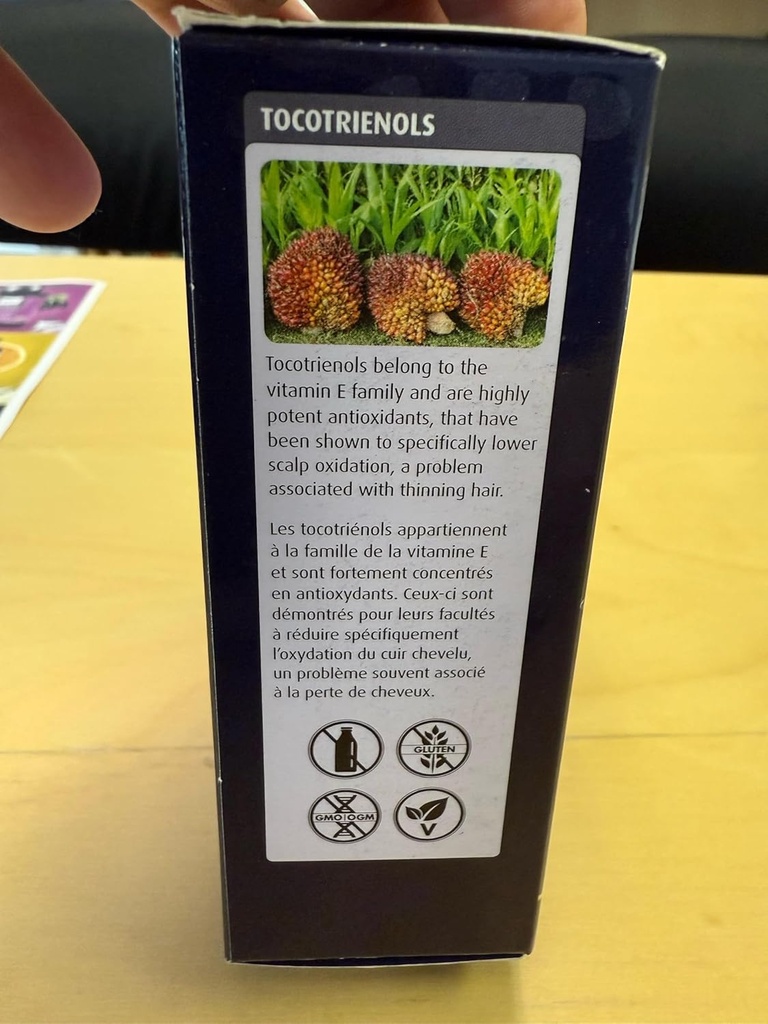 TOCOTRIENOLS
Tocotrienols belong to the
vitamin E family and are highly
potent antioxidants, that have
been shown to specifically lower
scalp oxidation, a problem
associated with thinning hair.
Les tocotriénols appartiennent
à la famille de la vitamine E
et sont fortement concentrés
en antioxydants. Ceux-ci sont
démontrés pour leurs facultés
à réduire spécifiquement
l'oxydation du cuir chevelu,
un problème souvent associé
à la perte de cheveux.
GLUTEN
GMO|OGM
V